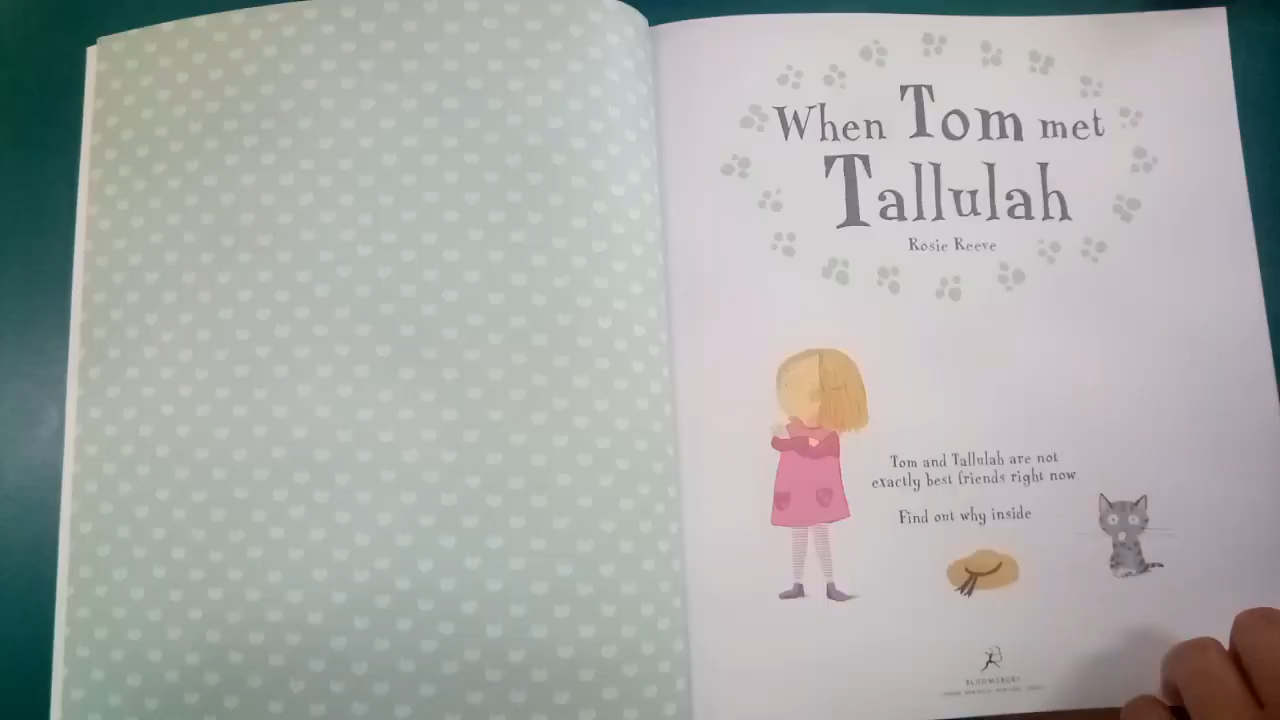 When Tom met
Tallulah
Rosie Reeve
Tom and Tallulah are not
exactly best friends right now
Find out why inside
BLOOMSBURY